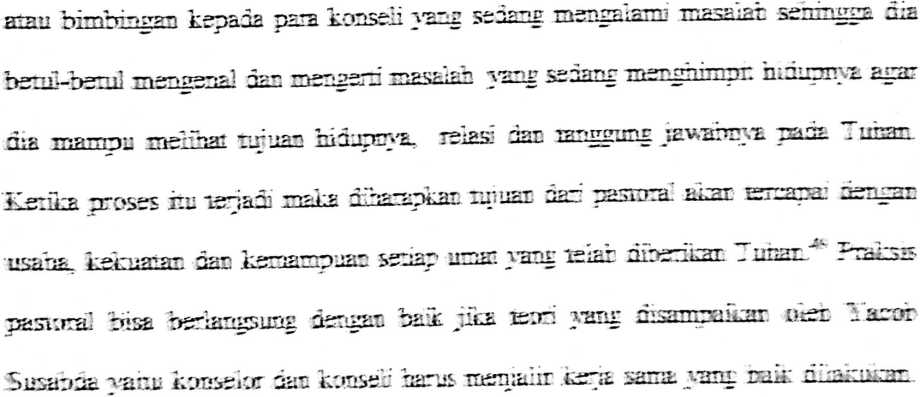 atau bimbingan kepada para konseli yang sedang mengalami masalah sehingga dia
betul-betul mengenal dan mengerti masalah yang sedang menghimpit hidupnya agar
dia mampu melihat tujuan hidupnya, relasi dan tanggung jawabnya pada Tuhan.
Ketika proses itu terjadi maka diharapkan tujuan dari pastoral akan tercapai dengan
usaha, kekuatan dan kemampuan setiap umat yang telah diberikan Tuhan. Praksis
pastoral bisa berlangsung dengan baik jika teori yang disampaikan oleh Yacob
Susabda yaitu konselor dan konseli harus menjalin kerja sama yang baik dilakukan.